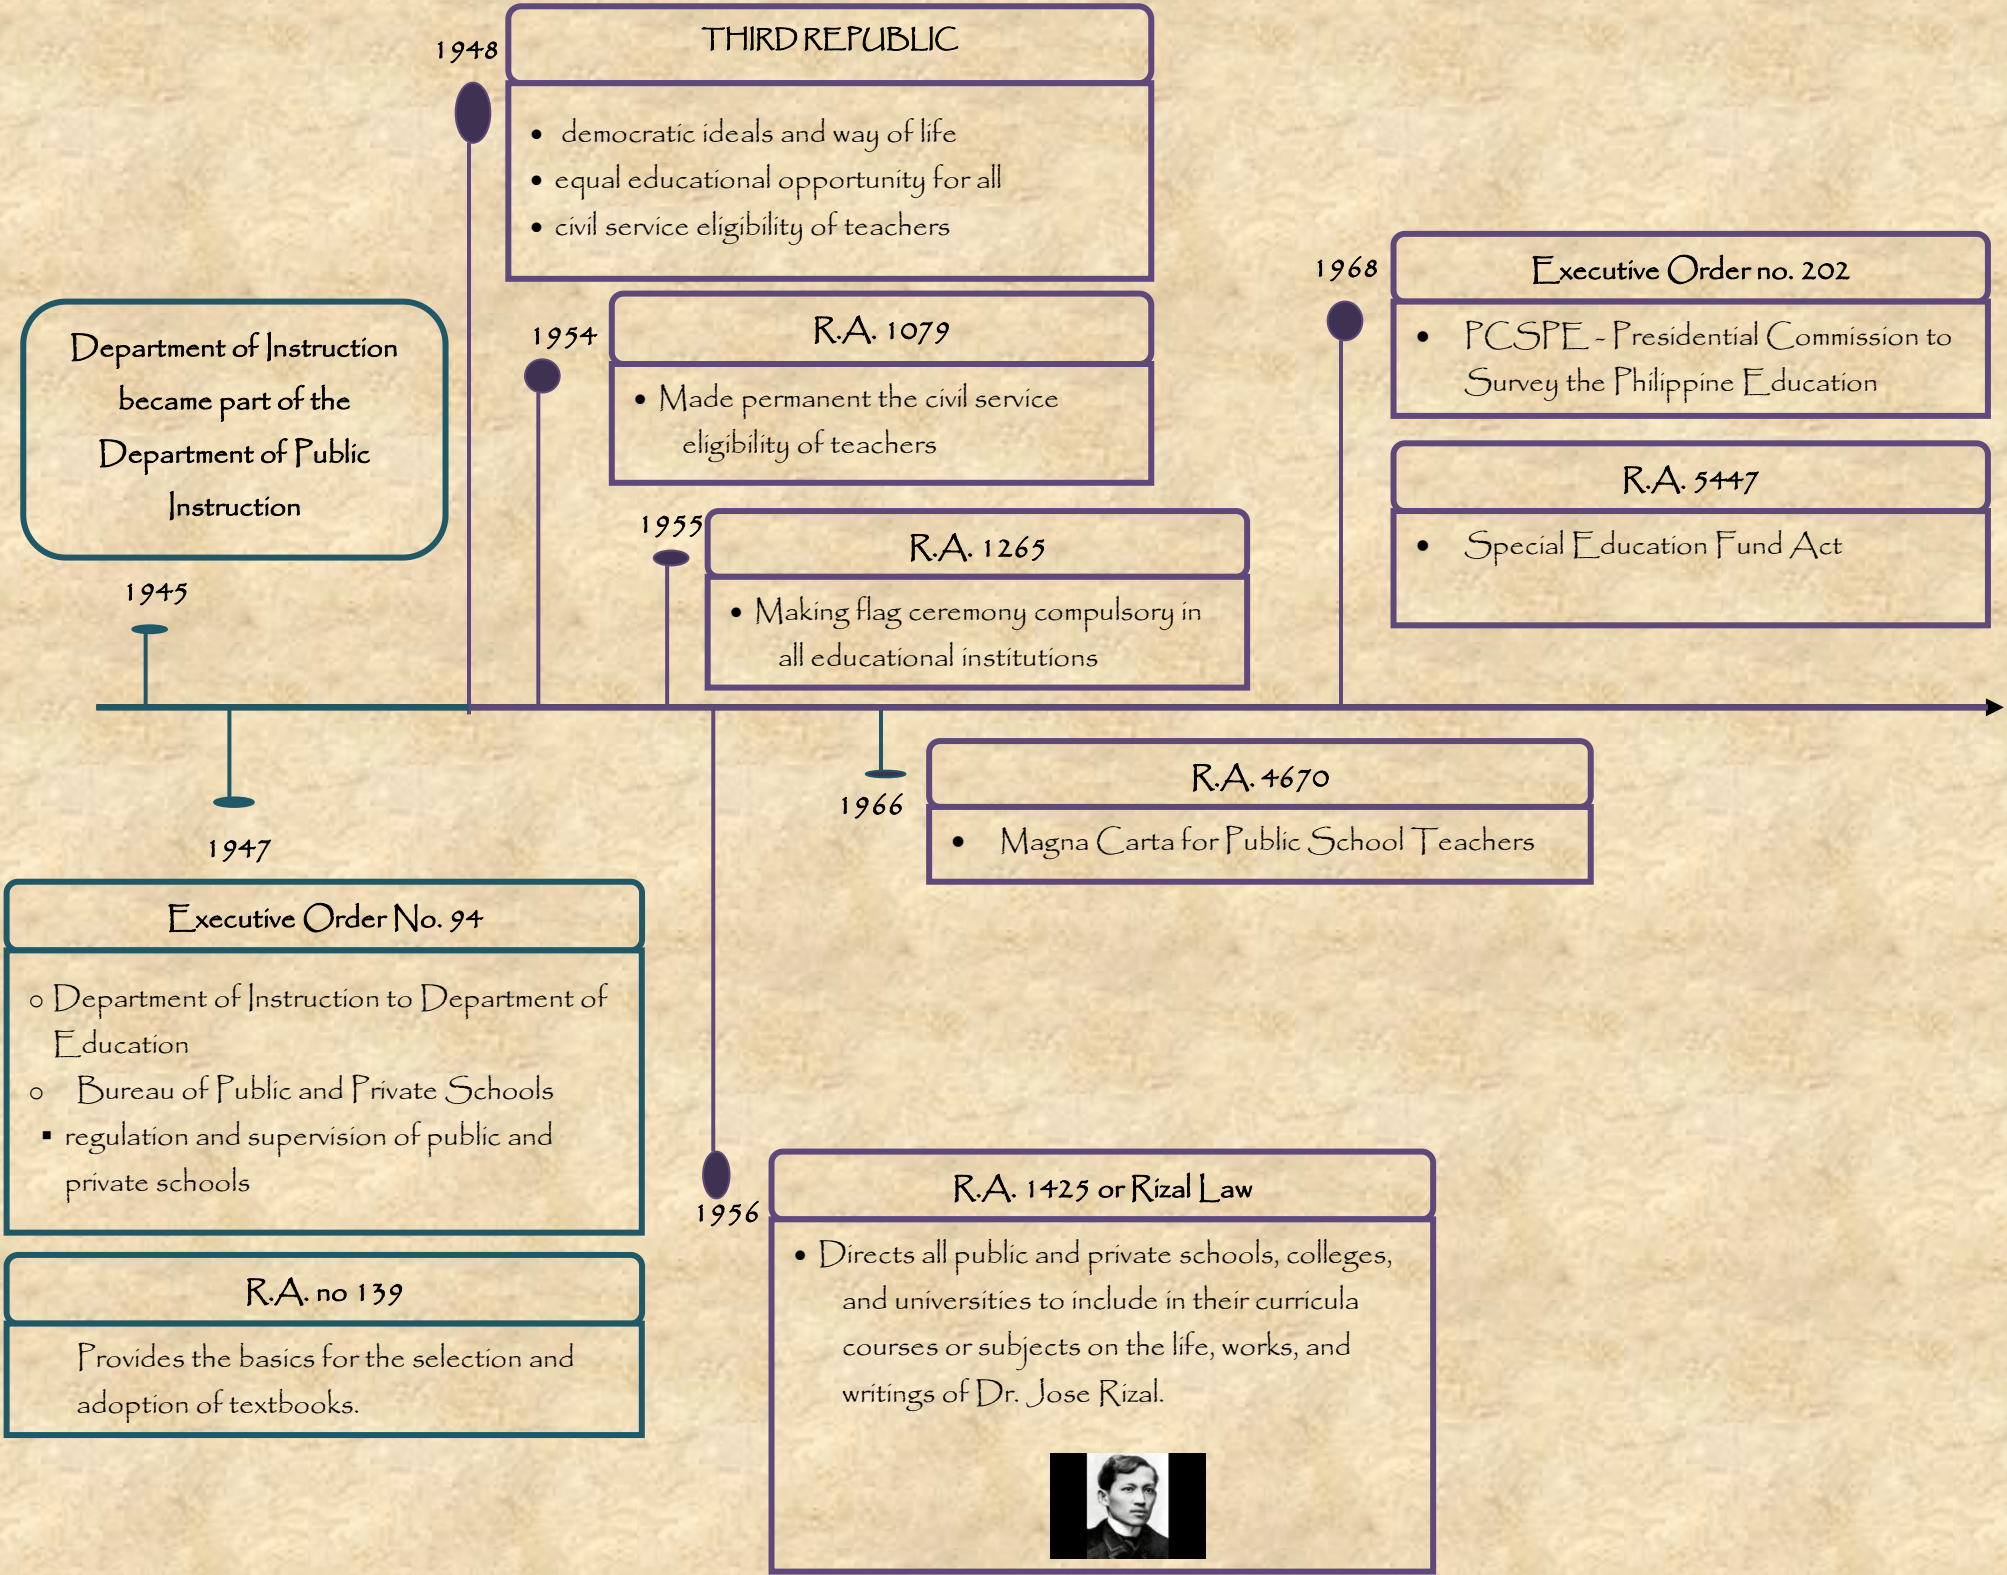 1948
THIRD REPUBLIC
• democratic ideals and way of life
• equal educational opportunity for all
• civil service eligibility of teachers
1968
Executive Order no. 202
• PCSPE - Presidential Commission to
Survey the Philippine Education
Department of Instruction
became part of the
Department of Public
Instruction
1954
R.A. 1079
• Made permanent the civil service
eligibility of teachers
R.A. 5447
• Special Education Fund Act
1955
R.A. 1265
• Making flag ceremony compulsory in
all educational institutions
1945
1966
R.A. 4670
• Magna Carta for Public School Teachers
1947
Executive Order No. 94
o Department of Instruction to Department of
Education
o Bureau of Public and Private Schools
▪ regulation and supervision of public and
private schools
R.A. no 139
Provides the basics for the selection and
adoption of textbooks.
1956
R.A. 1425 or Rizal Law
• Directs all public and private schools, colleges,
and universities to include in their curricula
courses or subjects on the life, works, and
writings of Dr. Jose Rizal.